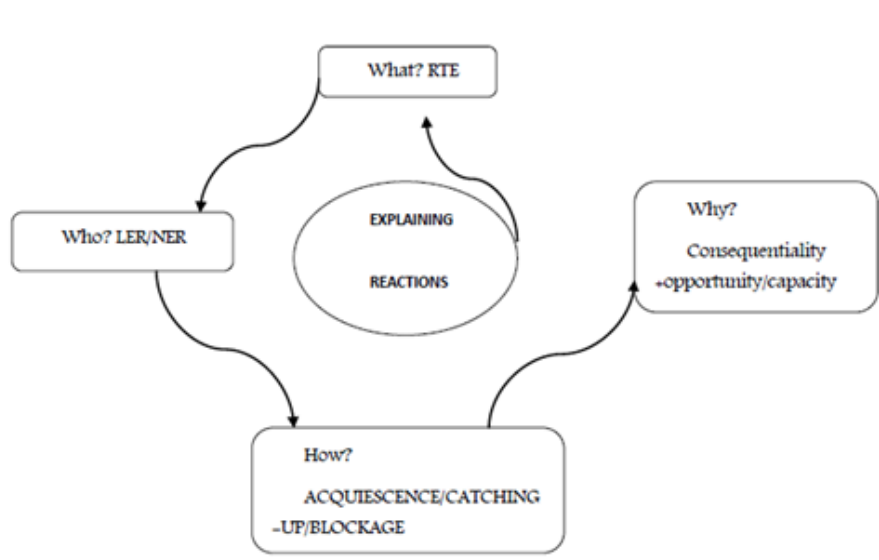 What? RTE
Who? LER/NER
EXPLAINING
REACTIONS
Why?
Consequentiality
+opportunity/capacity
How?
ACQUIESCENCE/CATCHING
-UP/BLOCKAGE